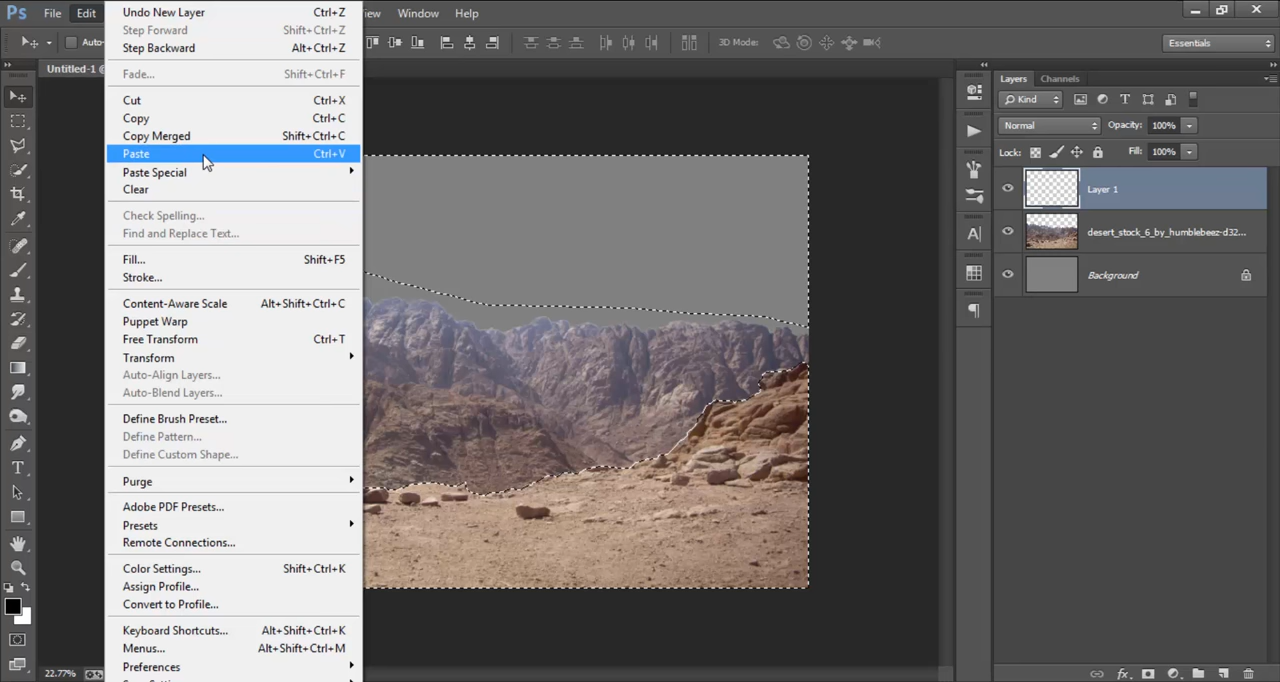 Ps File Edit iew Window Help
Auto-
3D Mode:
Essentials
Untitled-1 @
Undo New Layer Ctrl+Z
Step Forward Shift+Ctrl+Z
Step Backward Alt+Ctrl+Z
Fade... Shift+Ctrl+F
Cut Ctrl+X
Copy Ctrl+C
Copy Merged Shift+Ctrl+C
Paste Ctrl+V
Paste Special
Clear
Check Spelling...
Find and Replace Text...
Fill... Shift+F5
Stroke...
Content-Aware Scale Alt+Shift+Ctrl+C
Puppet Warp
Free Transform Ctrl+T
Transform
Auto-Align Layers...
Auto-Blend Layers...
Define Brush Preset...
Define Pattern...
Define Custom Shape...
Purge
Adobe PDF Presets...
Presets
Remote Connections...
Color Settings... Shift+Ctrl+K
Assign Profile...
Convert to Profile...
Keyboard Shortcuts... Alt+Shift+Ctrl+K
Menus... Alt+Shift+Ctrl+M
Preferences
22.77%
Layers Channels
Kind
Normal Opacity: 100%
Lock: Fill: 100%
Layer 1
desert_stock_6_by_humblebeez-d32...
Background